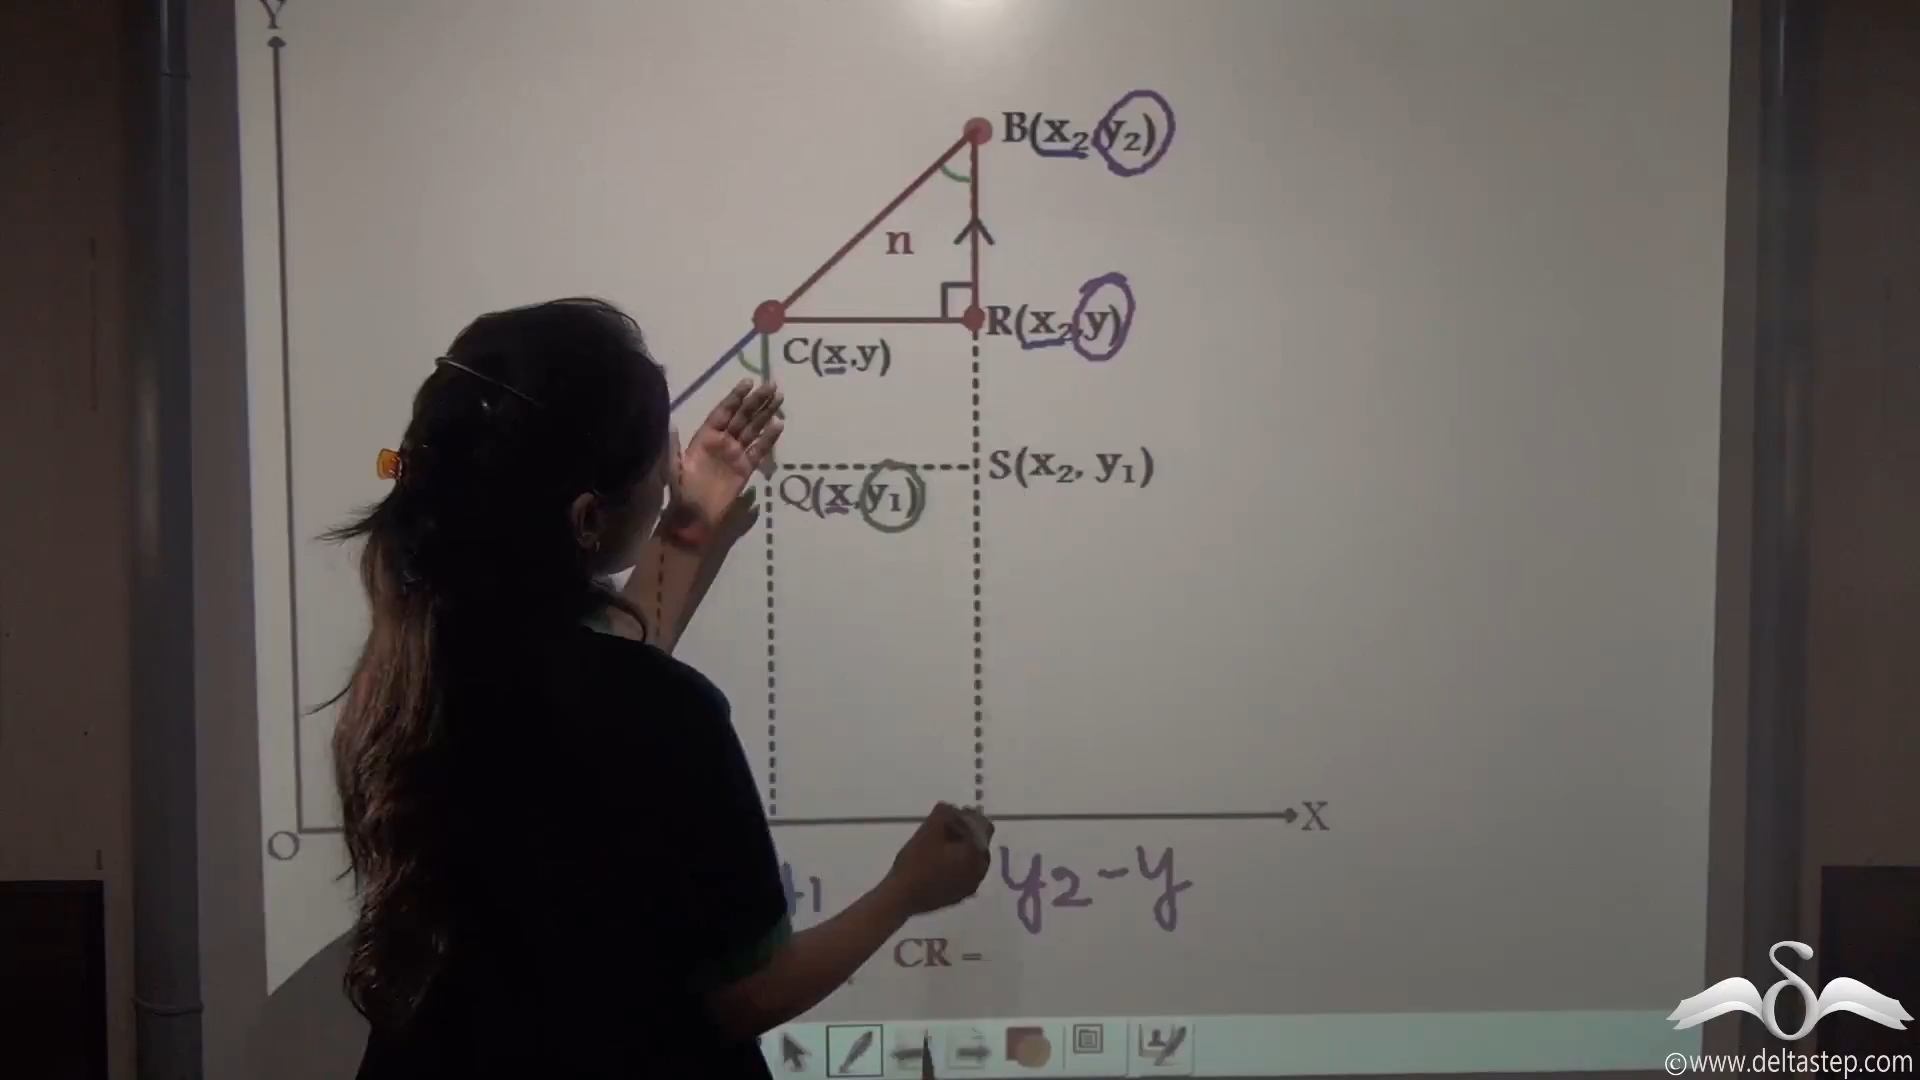 Y
B(x₂, y₂)
n
R(x₂, y)
C(x,y)
S(x₂, y₁)
Q(x, y₁)
X
O
y₂-y
CR =
©www.deltastep.com